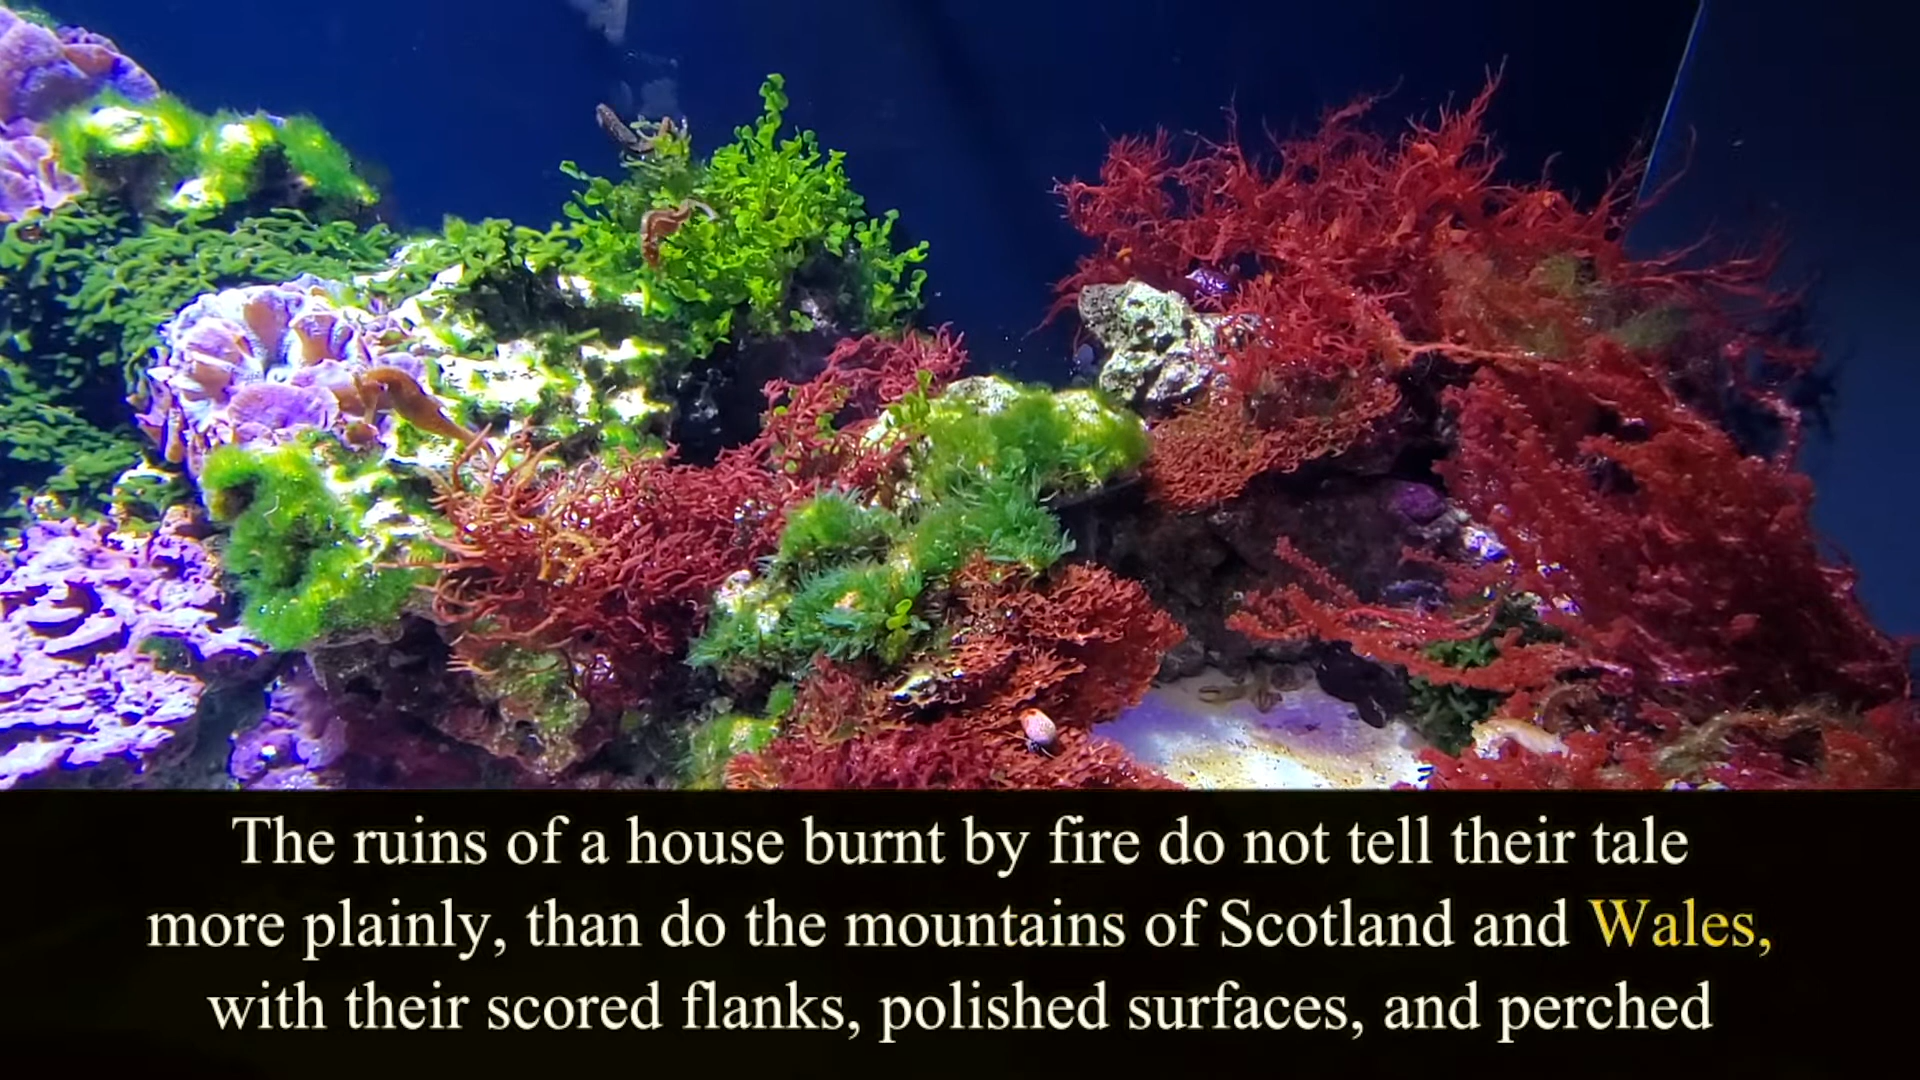 The ruins of a house burnt by fire do not tell their tale
more plainly, than do the mountains of Scotland and Wales,
with their scored flanks, polished surfaces, and perched